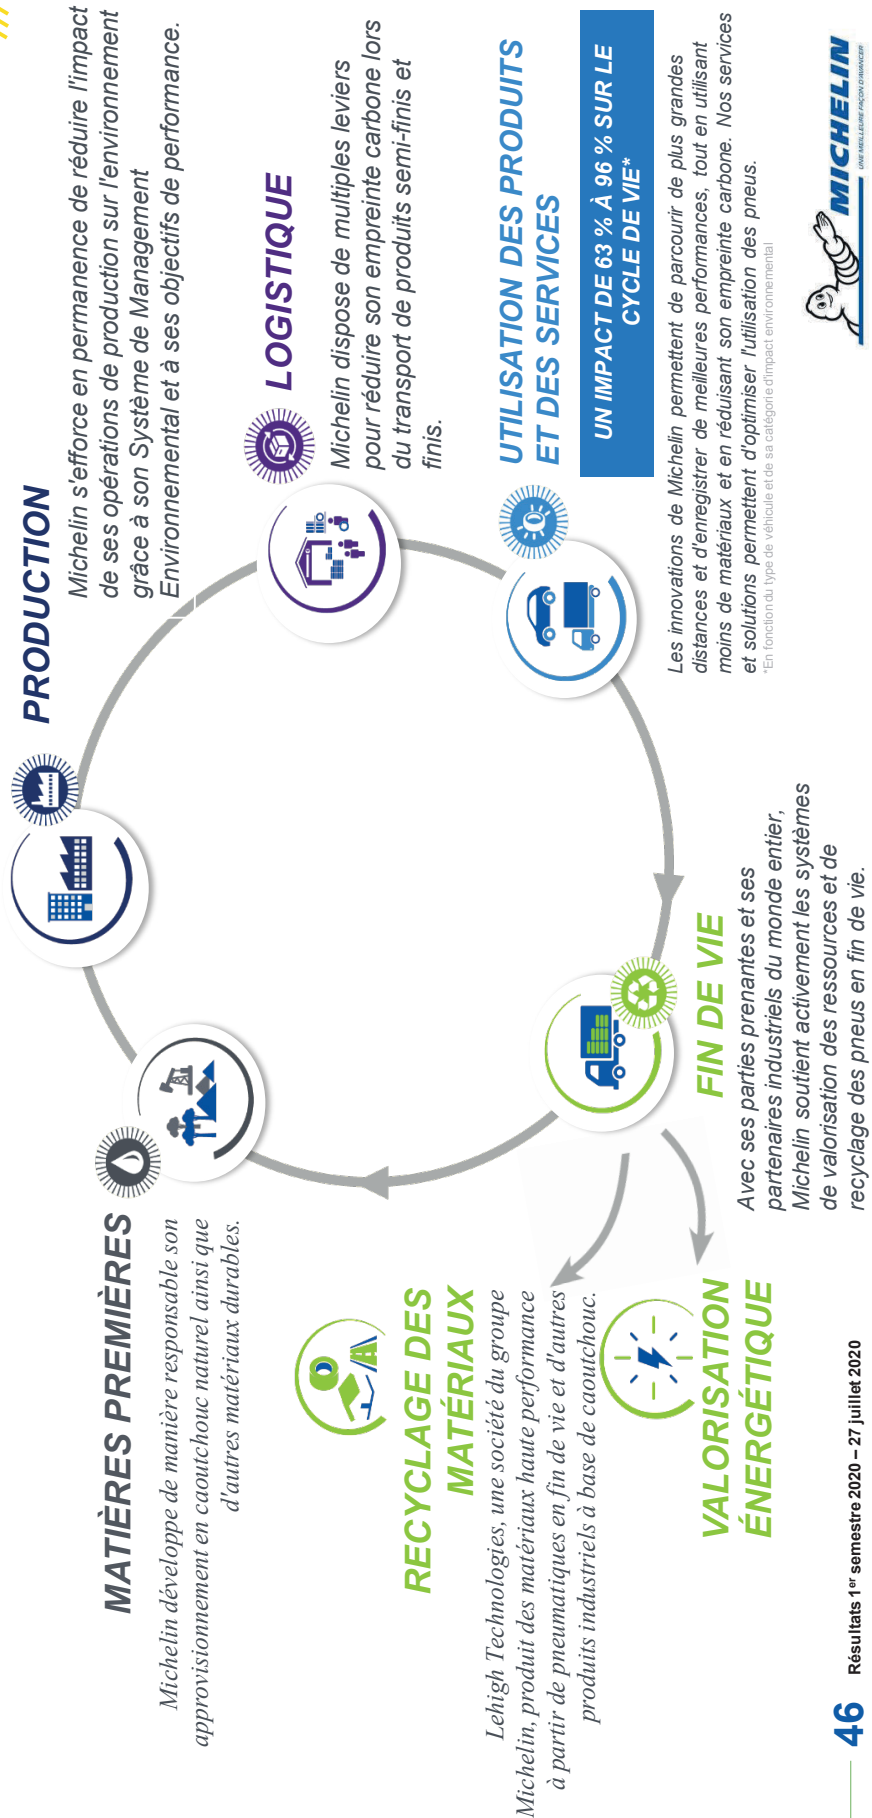 PRODUCTION
Michelin s'efforce en permanence de réduire l'impact
de ses opérations de production sur l'environnement
grâce à son Système de Management
Environnemental et à ses objectifs de performance.
LOGISTIQUE
Michelin dispose de multiples leviers
pour réduire son empreinte carbone lors
du transport de produits semi-finis et
finis.
UTILISATION DES PRODUITS
ET DES SERVICES
UN IMPACT DE 63 % À 96 % SUR LE
CYCLE DE VIE*
Les innovations de Michelin permettent de parcourir de plus grandes
distances et d'enregistrer de meilleures performances, tout en utilisant
moins de matériaux et en réduisant son empreinte carbone. Nos services
et solutions permettent d'optimiser l'utilisation des pneus.
*En fonction du type de véhicule et de sa catégorie d'impact environnemental
FIN DE VIE
Avec ses parties prenantes et ses
partenaires industriels du monde entier,
Michelin soutient activement les systèmes
de valorisation des ressources et de
recyclage des pneus en fin de vie.
MATIÈRES PREMIÈRES
Michelin développe de manière responsable son
approvisionnement en caoutchouc naturel ainsi que
d'autres matériaux durables.
RECYCLAGE DES
MATÉRIAUX
Lehigh Technologies, une société du groupe
Michelin, produit des matériaux haute performance
à partir de pneumatiques en fin de vie et d'autres
produits industriels à base de caoutchouc.
VALORISATION
ÉNERGÉTIQUE
46
Résultats 1er semestre 2020 – 27 juillet 2020
MICHELIN
UNE MEILLEURE FAÇON D'AVANCER